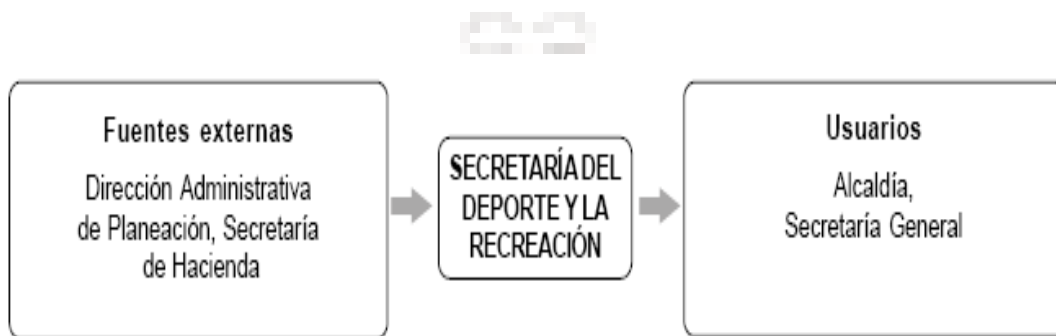 Fuentes externas
Dirección Administrativa
de Planeación, Secretaría
de Hacienda
SECRETARÍA DEL
DEPORTE Y LA
RECREACIÓN
Usuarios
Alcaldía,
Secretaría General